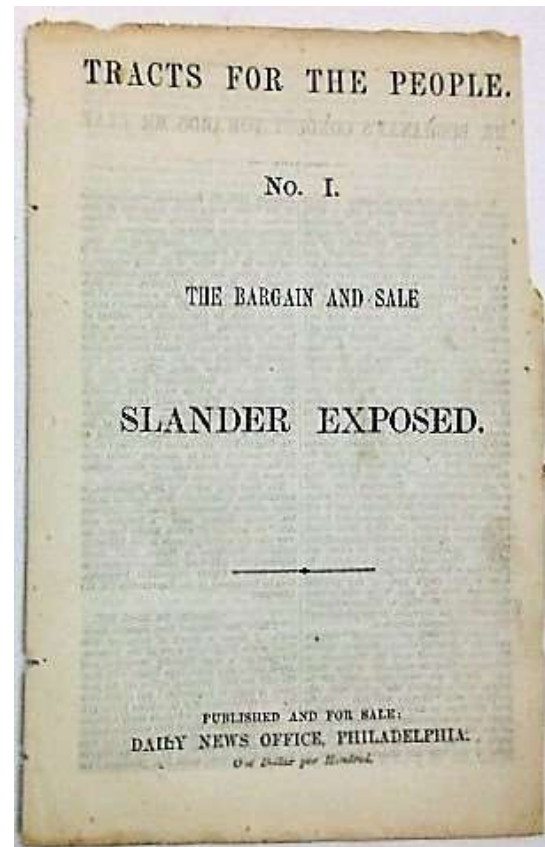 TRACTS FOR THE PEOPLE.
No. I.
THE BARGAIN AND SALE
SLANDER EXPOSED.
PUBLISHED AND FOR SALE:
DAILY NEWS OFFICE, PHILADELPHIA.
One Dollar per Hundred.